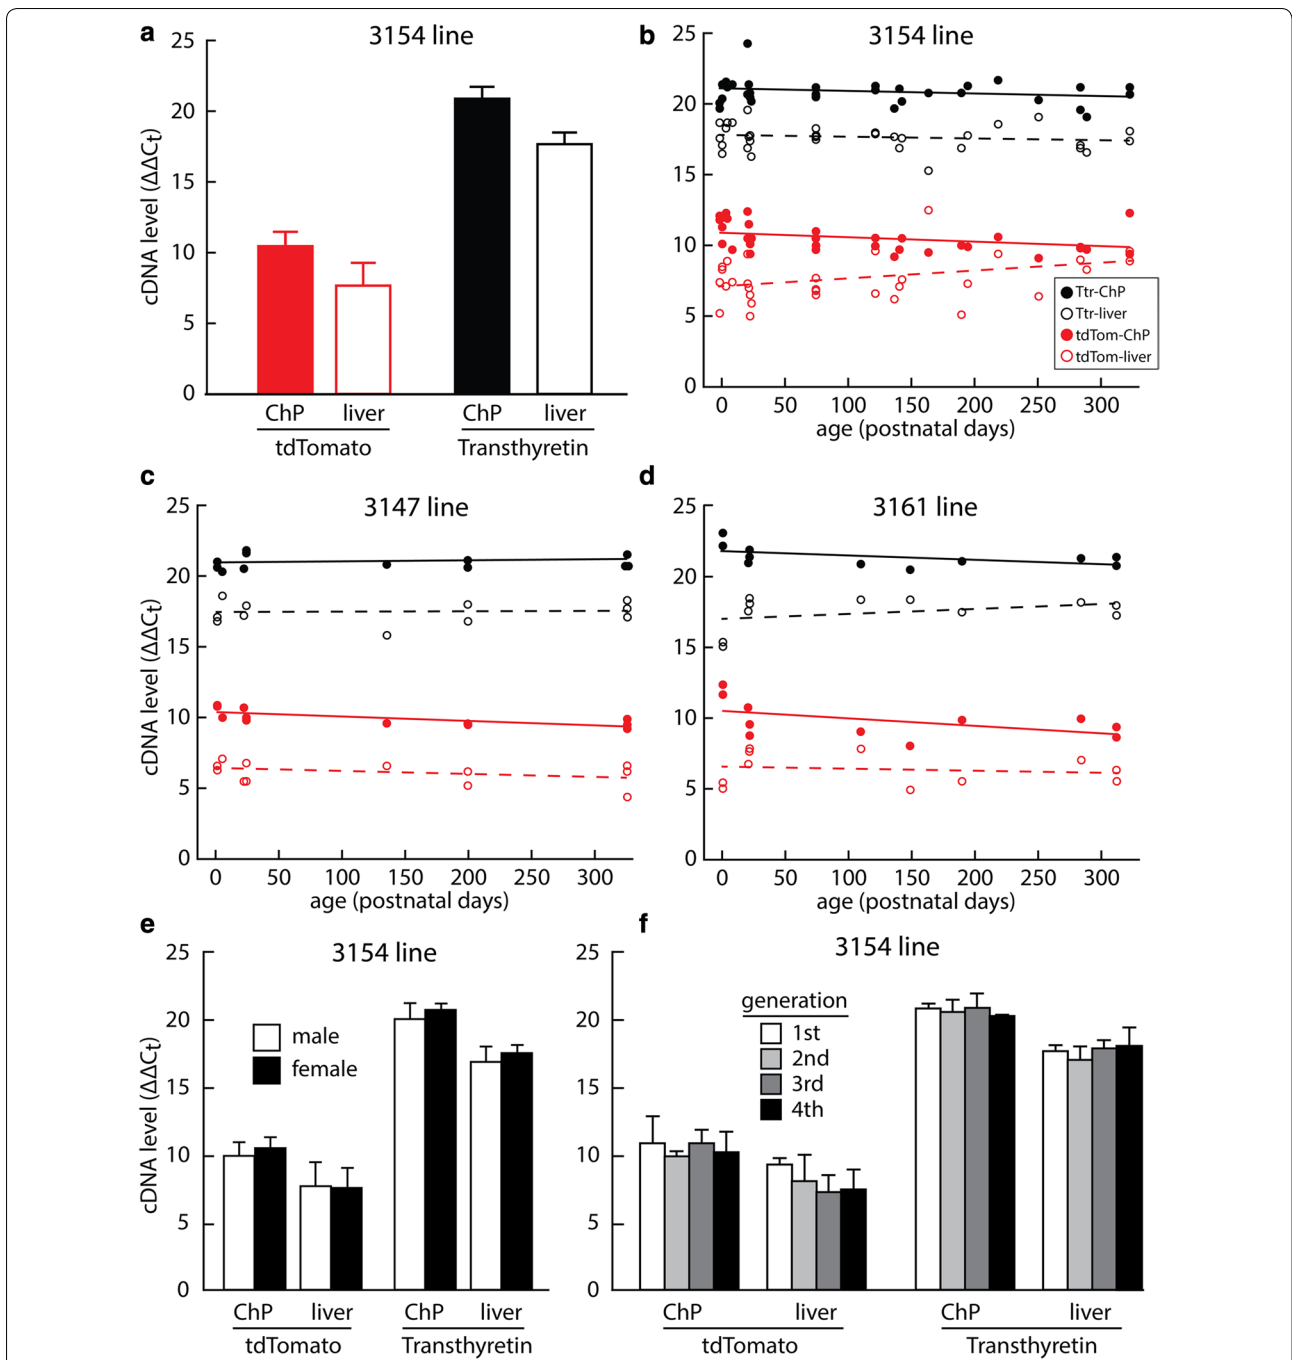 a
3154 line
cDNA level (ΔΔCt)
25
20
15
10
5
0
ChP
liver
ChP
liver
tdTomato
Transthyretin
b
3154 line
25
20
15
10
5
0
0 50 100 150 200 250 300
age (postnatal days)
Ttr-ChP
Ttr-liver
tdTom-ChP
tdTom-liver
c
3147 line
cDNA level (ΔΔCt)
25
20
15
10
5
0
0 50 100 150 200 250 300
age (postnatal days)
d
3161 line
25
20
15
10
5
0
0 50 100 150 200 250 300
age (postnatal days)
e
3154 line
cDNA level (ΔΔCt)
25
20
15
10
5
0
male
female
ChP
liver
ChP
liver
tdTomato
Transthyretin
f
3154 line
25
20
15
10
5
0
generation
1st
2nd
3rd
4th
ChP
liver
ChP
liver
tdTomato
Transthyretin